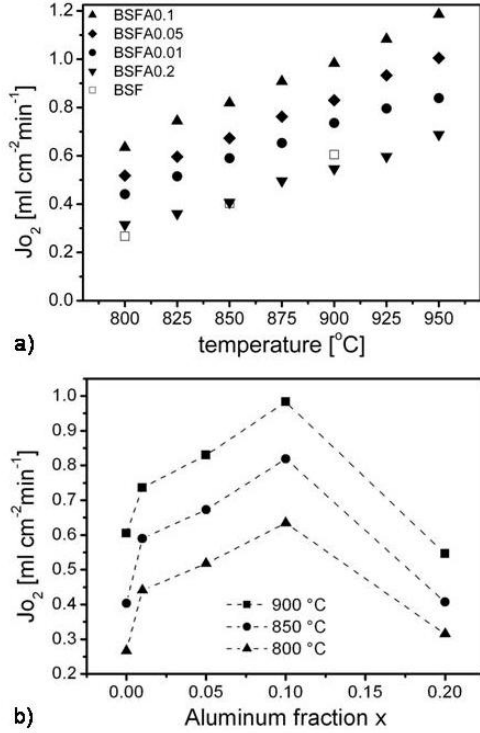 1.2
1.0
0.8
0.6
0.4
0.2
0.0
BSFA0.1
BSFA0.05
BSFA0.01
BSFA0.2
BSF
Jo₂ [ml cm⁻²min⁻¹]
800 825 850 875 900 925 950
a) temperature [°C]
1.0
0.9
0.8
0.7
0.6
0.5
0.4
0.3
0.2
Jo₂ [ml cm⁻²min⁻¹]
900 °C
850 °C
800 °C
0.00 0.05 0.10 0.15 0.20
b) Aluminum fraction x